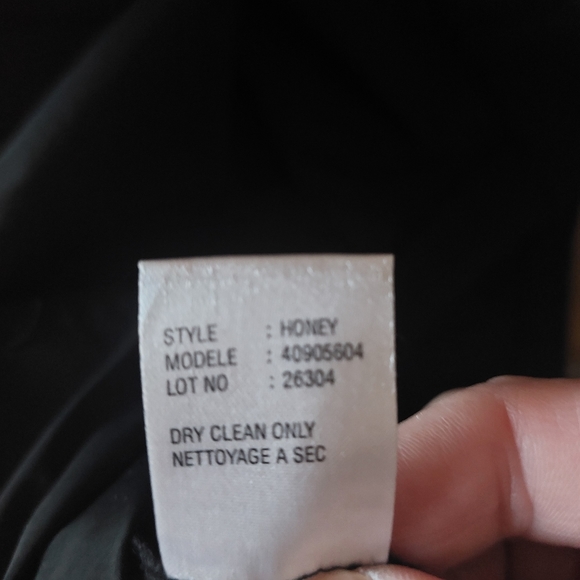 STYLE : HONEY
MODELE : 40905604
LOT NO : 26304
DRY CLEAN ONLY
NETTOYAGE A SEC